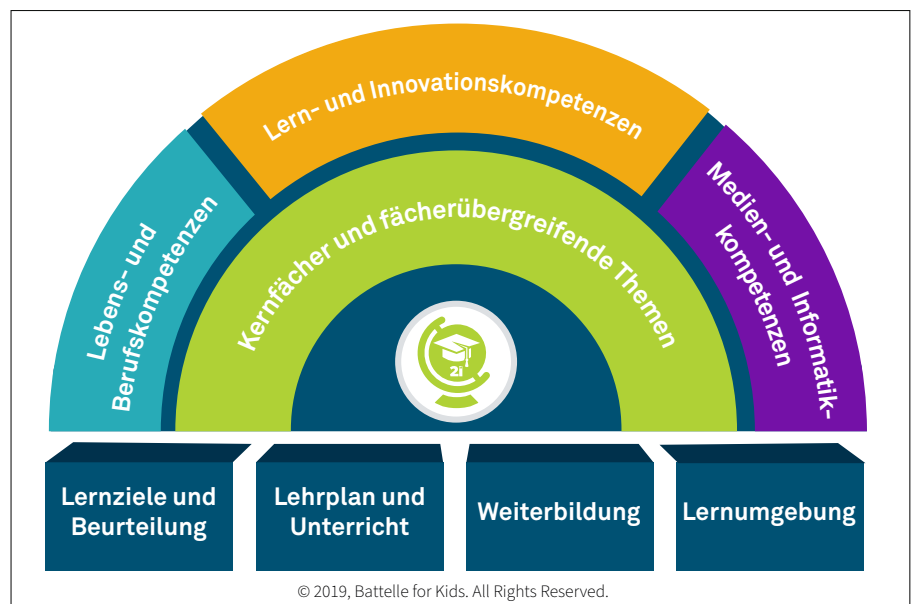 Lern- und Innovationskompetenzen
Lebens- und
Berufskompetenzen
Medien- und Informatik-
kompetenzen
Kernfächer und fächerübergreifende Themen
2i
Lernziele und
Beurteilung
Lehrplan und
Unterricht
Weiterbildung
Lernumgebung
© 2019, Battelle for Kids. All Rights Reserved.